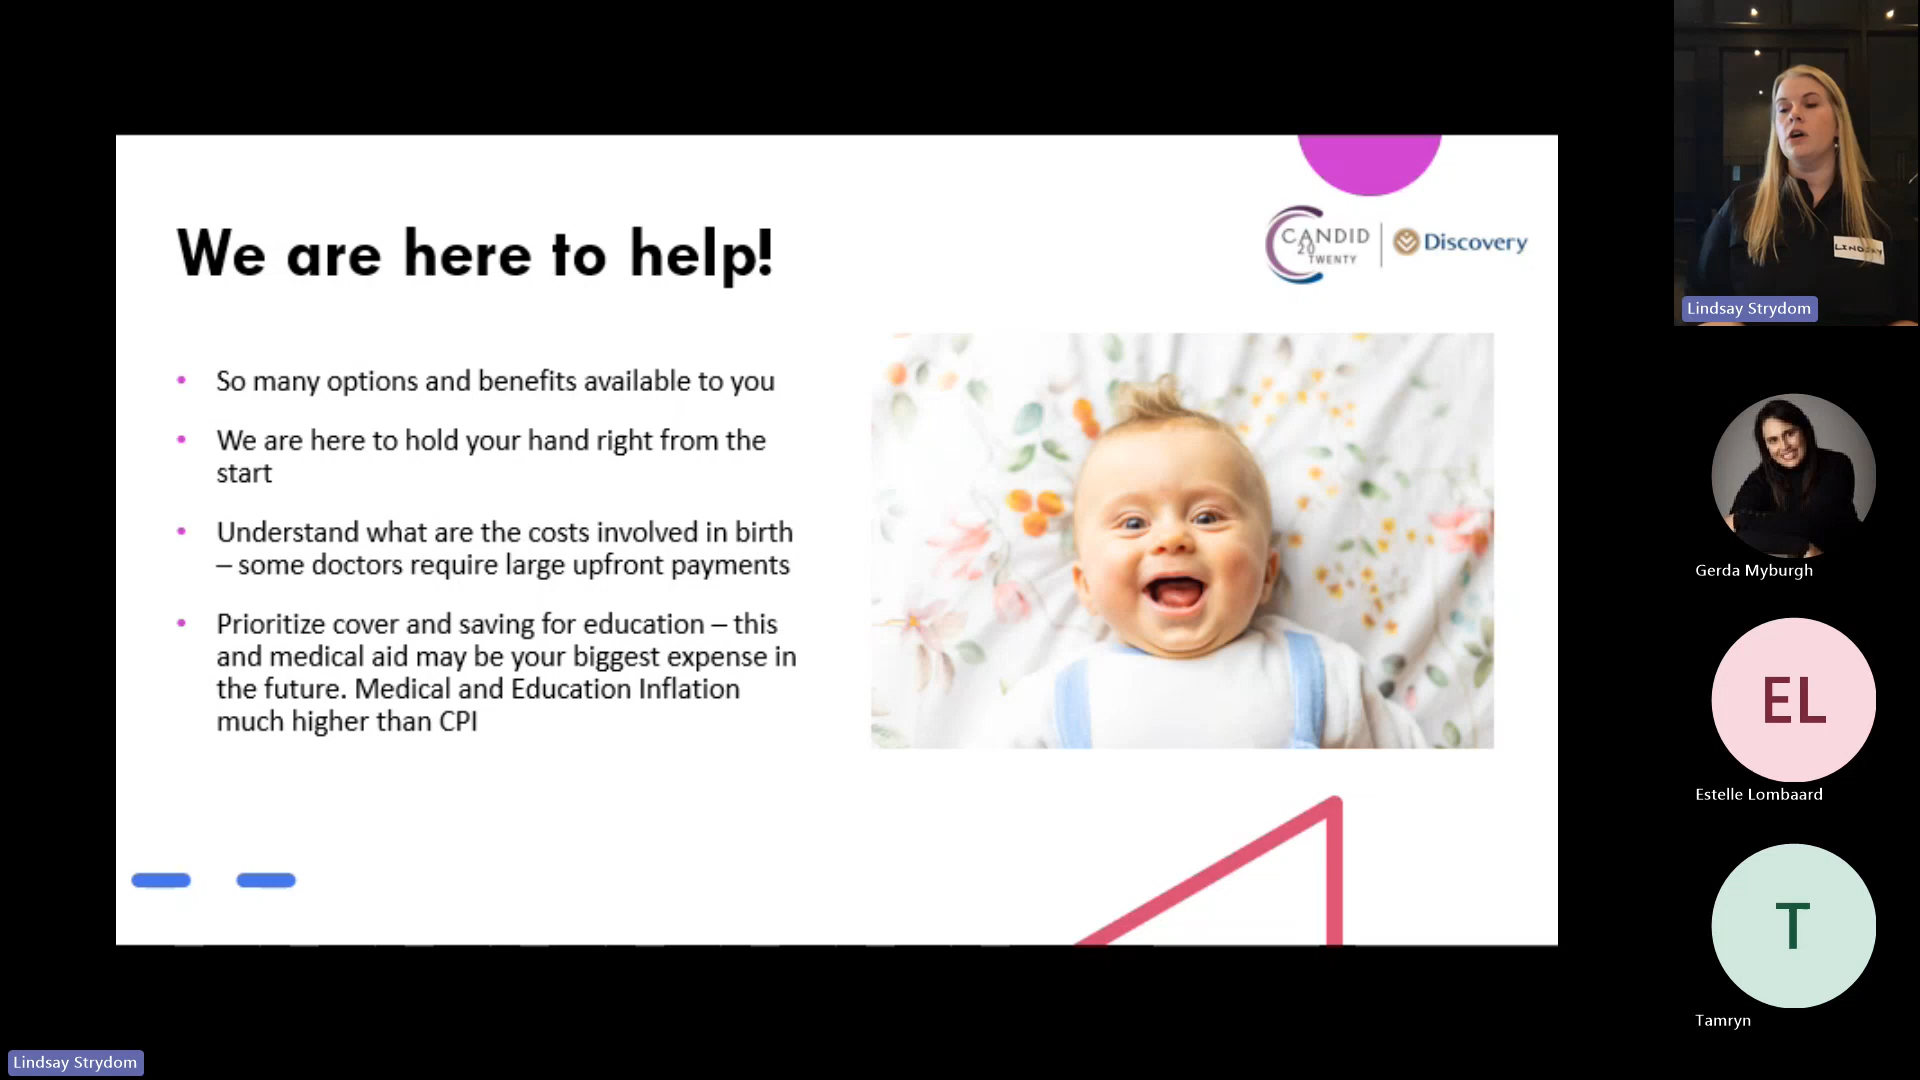 We are here to help!
CANDID
20
TWENTY
Discovery
• So many options and benefits available to you
• We are here to hold your hand right from the
start
• Understand what are the costs involved in birth
– some doctors require large upfront payments
• Prioritize cover and saving for education – this
and medical aid may be your biggest expense in
the future. Medical and Education Inflation
much higher than CPI
LINDSAY
Lindsay Strydom
Gerda Myburgh
EL
Estelle Lombaard
T
Tamryn
Lindsay Strydom